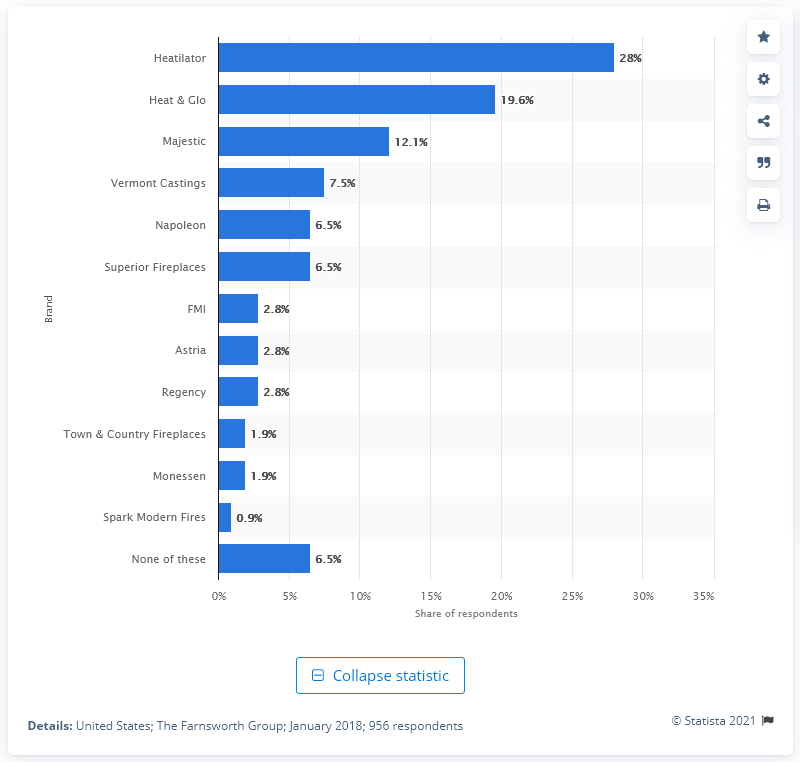 Heatilator 28%
Heat & Glo 19.6%
Majestic 12.1%
Vermont Castings 7.5%
Napoleon 6.5%
Superior Fireplaces 6.5%
Brand
FMI 2.8%
Astria 2.8%
Regency 2.8%
Town & Country Fireplaces 1.9%
Monessen 1.9%
Spark Modern Fires 0.9%
None of these 6.5%
0% 5% 10% 15% 20% 25% 30% 35%
Share of respondents
Collapse statistic
Details: United States; The Farnsworth Group; January 2018; 956 respondents
© Statista 2021